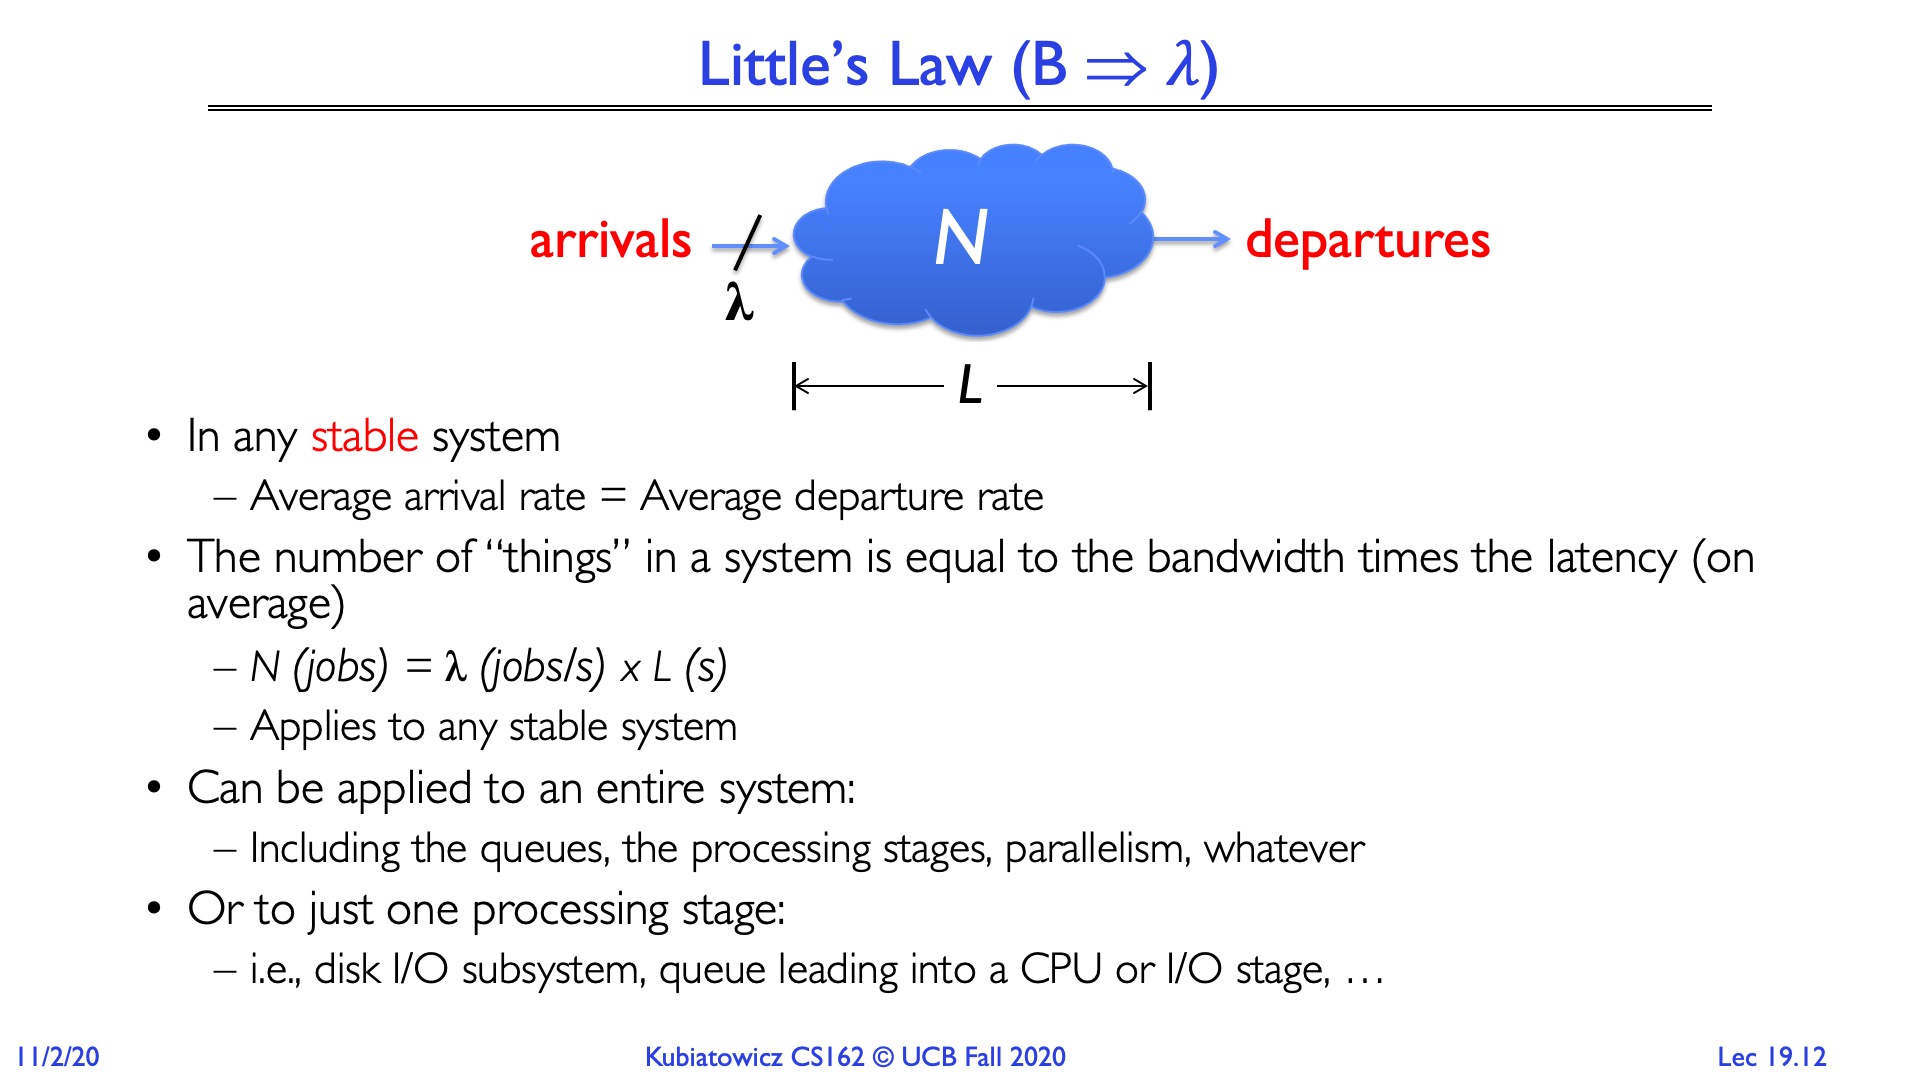 Little’s Law (B ⇒ λ)
arrivals
λ
N
departures
L
• In any stable system
– Average arrival rate = Average departure rate
• The number of “things” in a system is equal to the bandwidth times the latency (on
average)
– N (jobs) = λ (jobs/s) x L (s)
– Applies to any stable system
• Can be applied to an entire system:
– Including the queues, the processing stages, parallelism, whatever
• Or to just one processing stage:
– i.e., disk I/O subsystem, queue leading into a CPU or I/O stage, …
11/2/20
Kubiatowicz CS162 © UCB Fall 2020
Lec 19.12